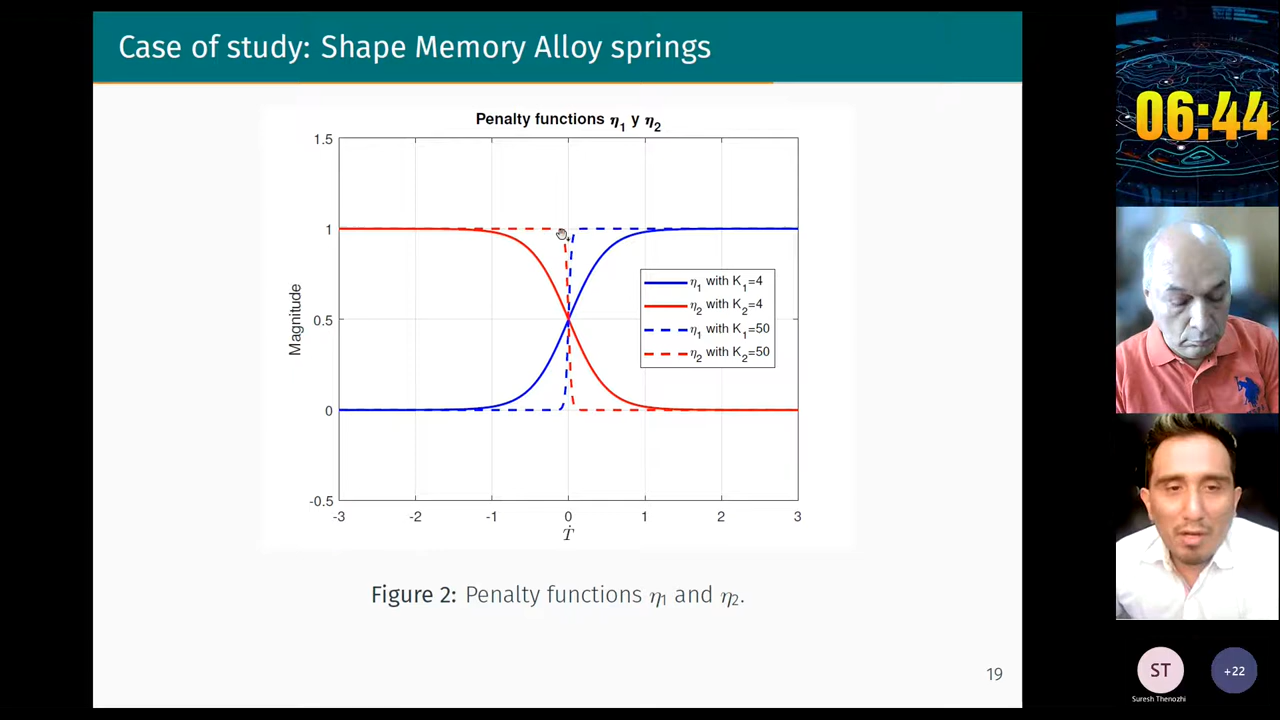 Case of study: Shape Memory Alloy springs
06:44
Penalty functions η1 y η2
1.5
1
0.5
0
-0.5
Magnitude
η1 with K1=4
η2 with K2=4
η1 with K1=50
η2 with K2=50
-3 -2 -1 0 1 2 3
Ṫ
Figure 2: Penalty functions η1 and η2.
19
ST
+22
Suresh Thenozhi